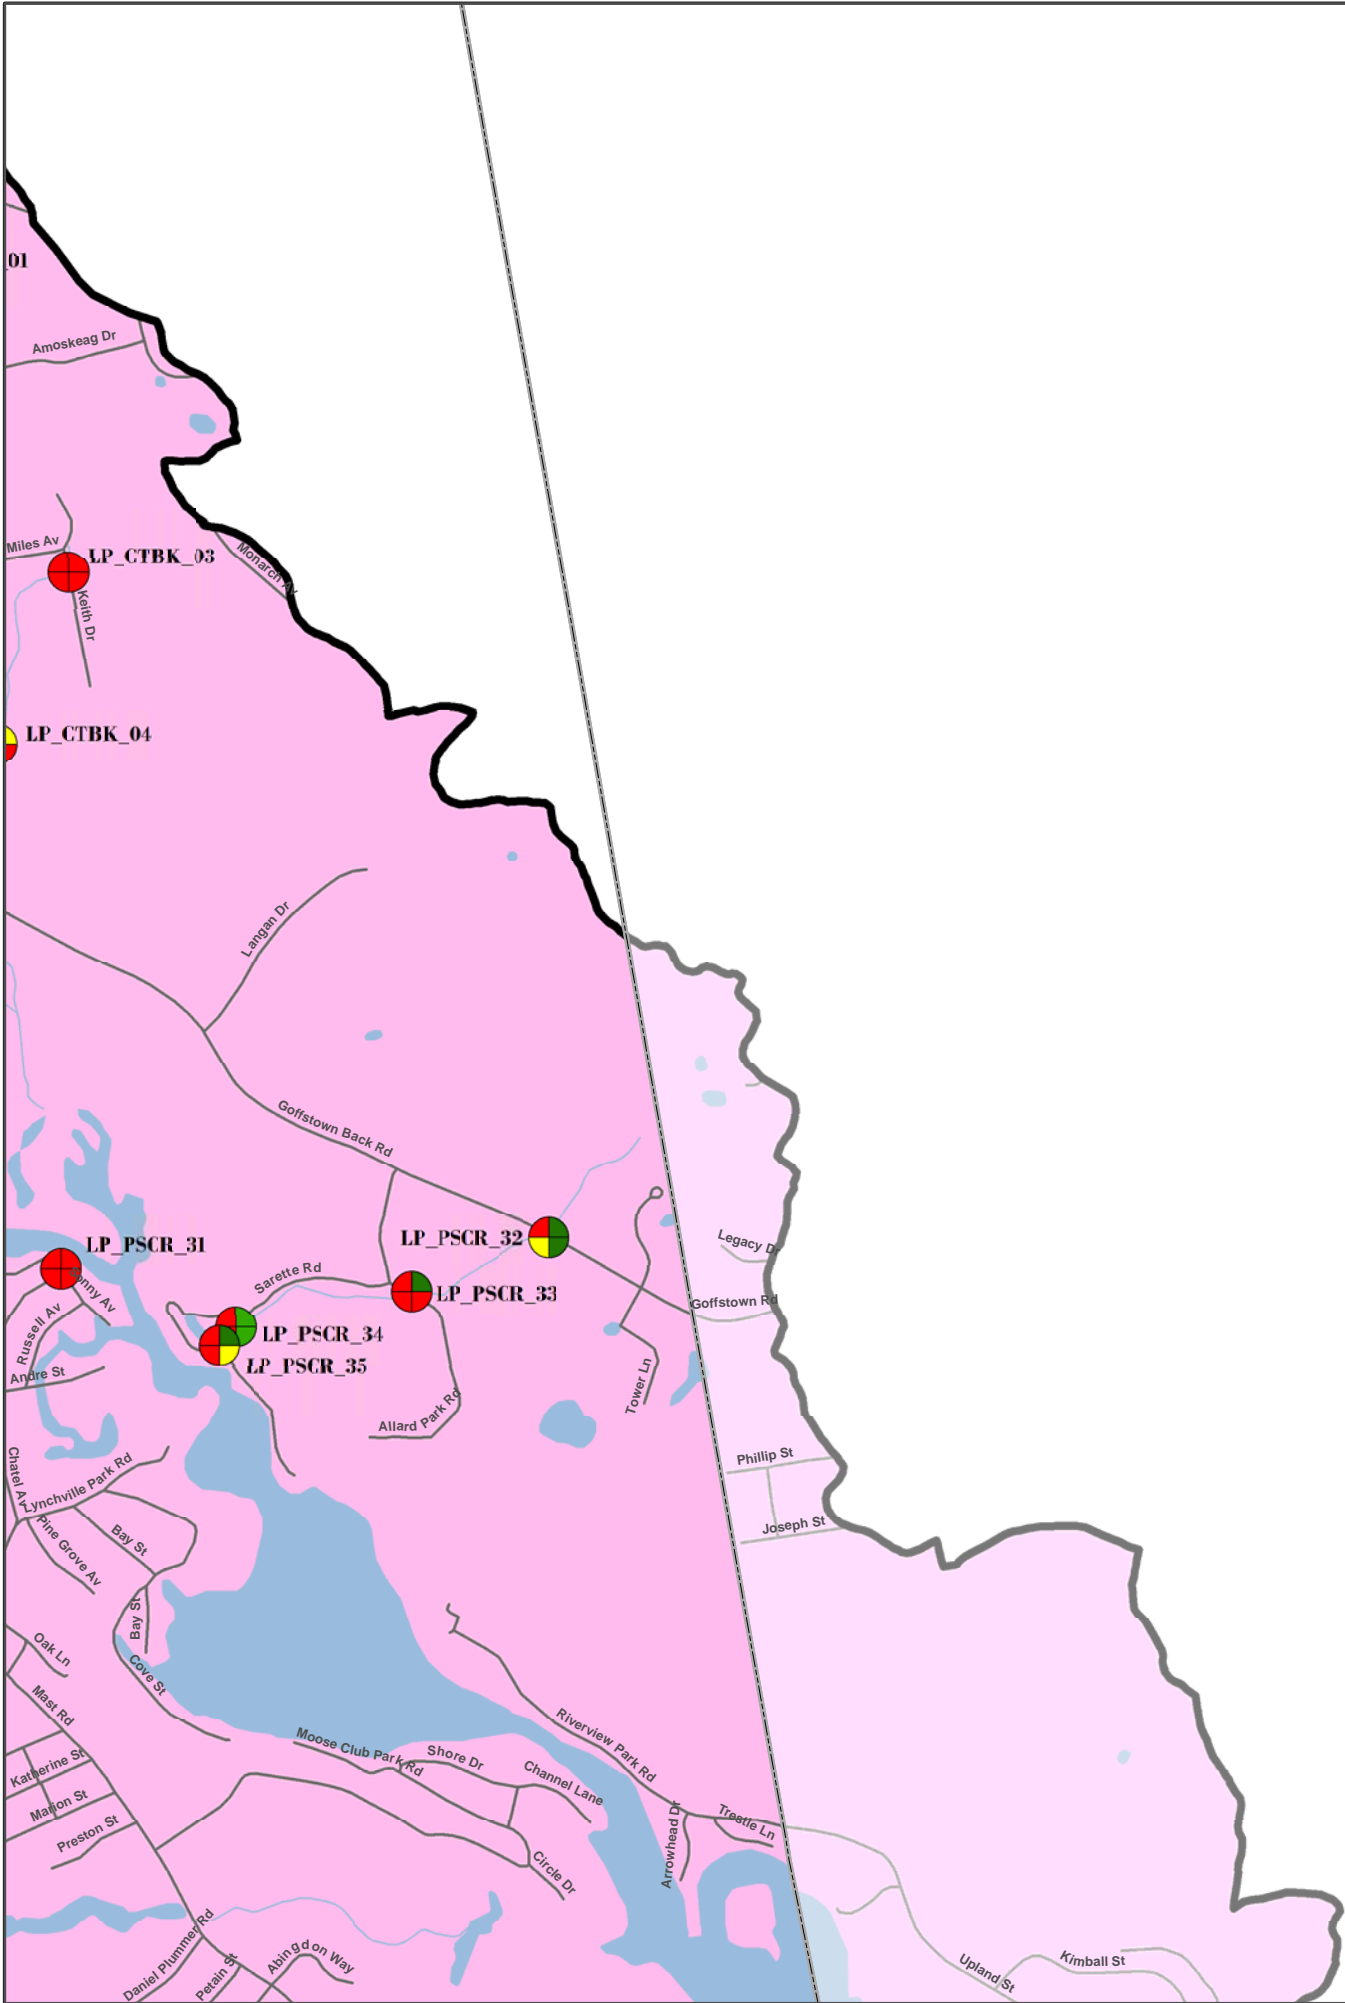 _01
Amoskeag Dr
Miles Av
LP_CTBK_03
Monarch Av
Keith Dr
LP_CTBK_04
Langan Dr
Goffstown Back Rd
LP_PSCR_32
LP_PSCR_31
Legacy Dr
Sarette Rd
LP_PSCR_33
Goffstown Rd
Russell Av
LP_PSCR_34
LP_PSCR_35
Andre St
Tower Ln
Allard Park Rd
Chatel Av
Lynchville Park Rd
Phillip St
Joseph St
Pine Grove Av
Bay St
Bay St
Oak Ln
Cove St
Mast Rd
Riverview Park Rd
Moose Club Park Rd
Shore Dr
Channel Lane
Katherine St
Marion St
Preston St
Arrowhead Dr
Trestle Ln
Circle Dr
Daniel Plummer Rd
Petain St
Abingdon Way
Upland St
Kimball St